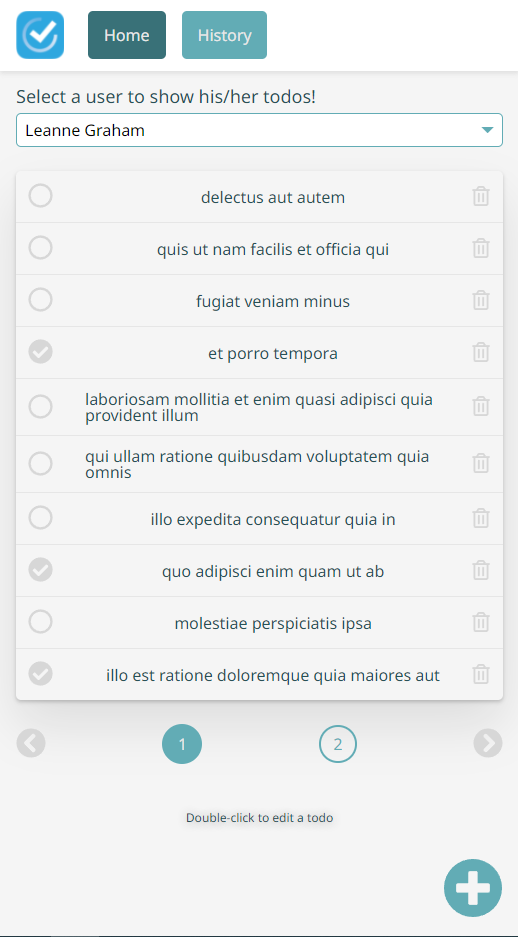 Home
History
Select a user to show his/her todos!
Leanne Graham
delectus aut autem
quis ut nam facilis et officia qui
fugiat veniam minus
et porro tempora
laboriosam mollitia et enim quasi adipisci quia
provident illum
qui ullam ratione quibusdam voluptatem quia
omnis
illo expedita consequatur quia in
quo adipisci enim quam ut ab
molestiae perspiciatis ipsa
illo est ratione doloremque quia maiores aut
1
2
Double-click to edit a todo